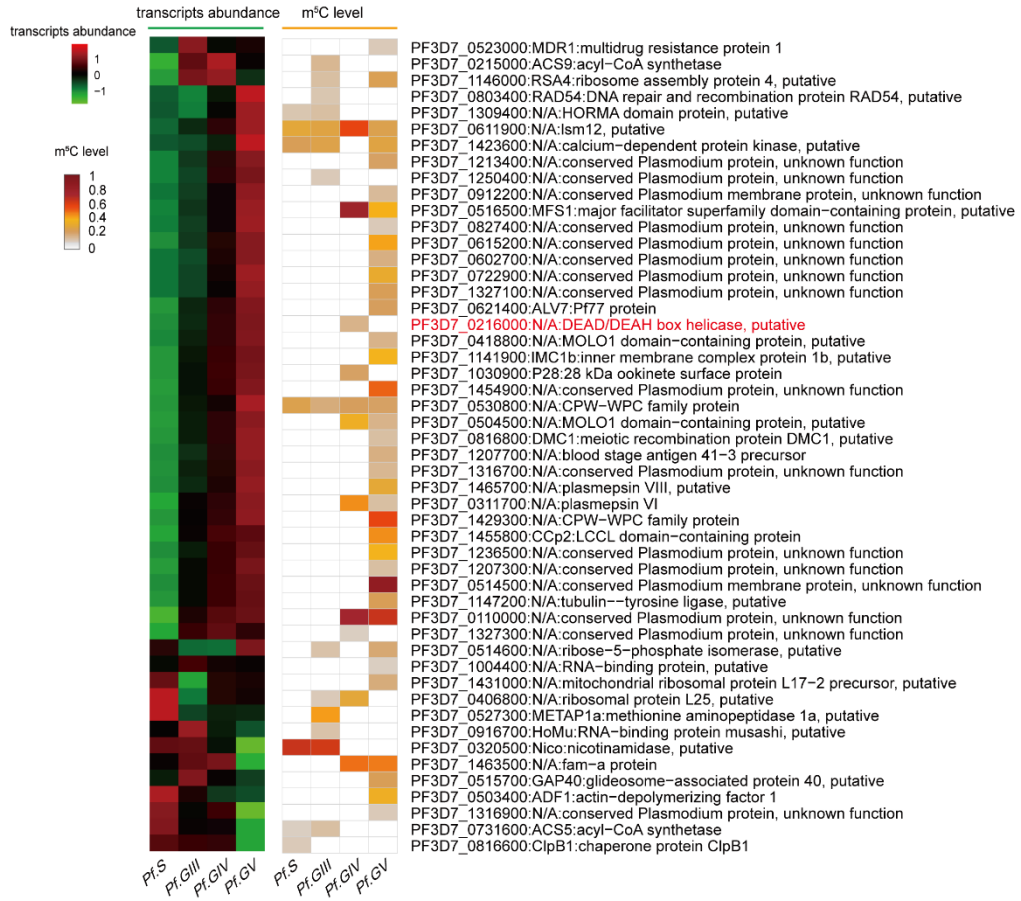 transcripts abundance
m⁵C level
transcripts abundance
1
0
−1
m⁵C level
1
0.8
0.6
0.4
0.2
0
PF3D7_0523000:MDR1:multidrug resistance protein 1
PF3D7_0215000:ACS9:acyl−CoA synthetase
PF3D7_1146000:RSA4:ribosome assembly protein 4, putative
PF3D7_0803400:RAD54:DNA repair and recombination protein RAD54, putative
PF3D7_1309400:N/A:HORMA domain protein, putative
PF3D7_0611900:N/A:lsm12, putative
PF3D7_1423600:N/A:calcium−dependent protein kinase, putative
PF3D7_1213400:N/A:conserved Plasmodium protein, unknown function
PF3D7_1250400:N/A:conserved Plasmodium protein, unknown function
PF3D7_0912200:N/A:conserved Plasmodium membrane protein, unknown function
PF3D7_0516500:MFS1:major facilitator superfamily domain−containing protein, putative
PF3D7_0827400:N/A:conserved Plasmodium protein, unknown function
PF3D7_0615200:N/A:conserved Plasmodium protein, unknown function
PF3D7_0602700:N/A:conserved Plasmodium protein, unknown function
PF3D7_0722900:N/A:conserved Plasmodium protein, unknown function
PF3D7_1327100:N/A:conserved Plasmodium protein, unknown function
PF3D7_0621400:ALV7:Pf77 protein
PF3D7_0216000:N/A:DEAD/DEAH box helicase, putative
PF3D7_0418800:N/A:MOLO1 domain−containing protein, putative
PF3D7_1141900:IMC1b:inner membrane complex protein 1b, putative
PF3D7_1030900:P28:28 kDa ookinete surface protein
PF3D7_1454900:N/A:conserved Plasmodium protein, unknown function
PF3D7_0530800:N/A:CPW−WPC family protein
PF3D7_0504500:N/A:MOLO1 domain−containing protein, putative
PF3D7_0816800:DMC1:meiotic recombination protein DMC1, putative
PF3D7_1207700:N/A:blood stage antigen 41−3 precursor
PF3D7_1316700:N/A:conserved Plasmodium protein, unknown function
PF3D7_1465700:N/A:plasmepsin VIII, putative
PF3D7_0311700:N/A:plasmepsin VI
PF3D7_1429300:N/A:CPW−WPC family protein
PF3D7_1455800:CCp2:LCCL domain−containing protein
PF3D7_1236500:N/A:conserved Plasmodium protein, unknown function
PF3D7_1207300:N/A:conserved Plasmodium protein, unknown function
PF3D7_0514500:N/A:conserved Plasmodium membrane protein, unknown function
PF3D7_1147200:N/A:tubulin−−tyrosine ligase, putative
PF3D7_0110000:N/A:conserved Plasmodium protein, unknown function
PF3D7_1327300:N/A:conserved Plasmodium protein, unknown function
PF3D7_0514600:N/A:ribose−5−phosphate isomerase, putative
PF3D7_1004400:N/A:RNA−binding protein, putative
PF3D7_1431000:N/A:mitochondrial ribosomal protein L17−2 precursor, putative
PF3D7_0406800:N/A:ribosomal protein L25, putative
PF3D7_0527300:METAP1a:methionine aminopeptidase 1a, putative
PF3D7_0916700:HoMu:RNA−binding protein musashi, putative
PF3D7_0320500:Nico:nicotinamidase, putative
PF3D7_1463500:N/A:fam−a protein
PF3D7_0515700:GAP40:glideosome−associated protein 40, putative
PF3D7_0503400:ADF1:actin−depolymerizing factor 1
PF3D7_1316900:N/A:conserved Plasmodium protein, unknown function
PF3D7_0731600:ACS5:acyl−CoA synthetase
PF3D7_0816600:ClpB1:chaperone protein ClpB1
Pf.S Pf.GIII Pf.GIV Pf.GV Pf.S Pf.GIII Pf.GIV Pf.GV